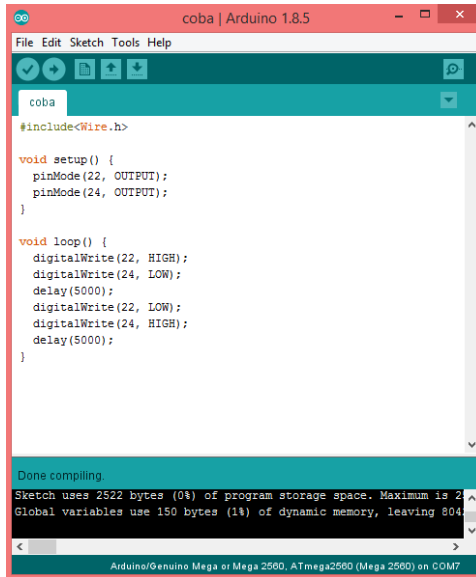 coba | Arduino 1.8.5
File Edit Sketch Tools Help
coba
#include<Wire.h>
void setup() {
  pinMode(22, OUTPUT);
  pinMode(24, OUTPUT);
}
void loop() {
  digitalWrite(22, HIGH);
  digitalWrite(24, LOW);
  delay(5000);
  digitalWrite(22, LOW);
  digitalWrite(24, HIGH);
  delay(5000);
}
Done compiling.
Sketch uses 2522 bytes (0%) of program storage space. Maximum is 2
Global variables use 150 bytes (1%) of dynamic memory, leaving 804
Arduino/Genuino Mega or Mega 2560, ATmega2560 (Mega 2560) on COM7